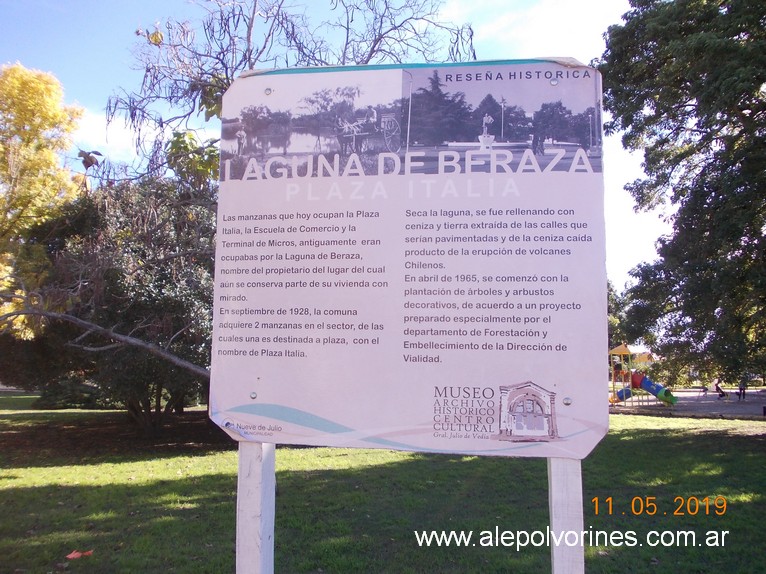 RESEÑA HISTORICA
LAGUNA DE BERAZA
PLAZA ITALIA
Las manzanas que hoy ocupan la Plaza
Italia, la Escuela de Comercio y la
Terminal de Micros, antiguamente eran
ocupabas por la Laguna de Beraza,
nombre del propietario del lugar del cual
aún se conserva parte de su vivienda con
mirado.
En septiembre de 1928, la comuna
adquiere 2 manzanas en el sector, de las
cuales una es destinada a plaza, con el
nombre de Plaza Italia.
Seca la laguna, se fue rellenando con
ceniza y tierra extraída de las calles que
serían pavimentadas y de la ceniza caída
producto de la erupción de volcanes
Chilenos.
En abril de 1965, se comenzó con la
plantación de àrboles y arbustos
decorativos, de acuerdo a un proyecto
preparado especialmente por el
departamento de Forestación y
Embellecimiento de la Dirección de
Vialidad.
MUSEO
ARCHIVO
HISTÓRICO
CENTRO
CULTURAL
Gral. Julio de Vedia
Nueve de Julio
MUNICIPALIDAD
11.05.2019
www.alepolvorines.com.ar